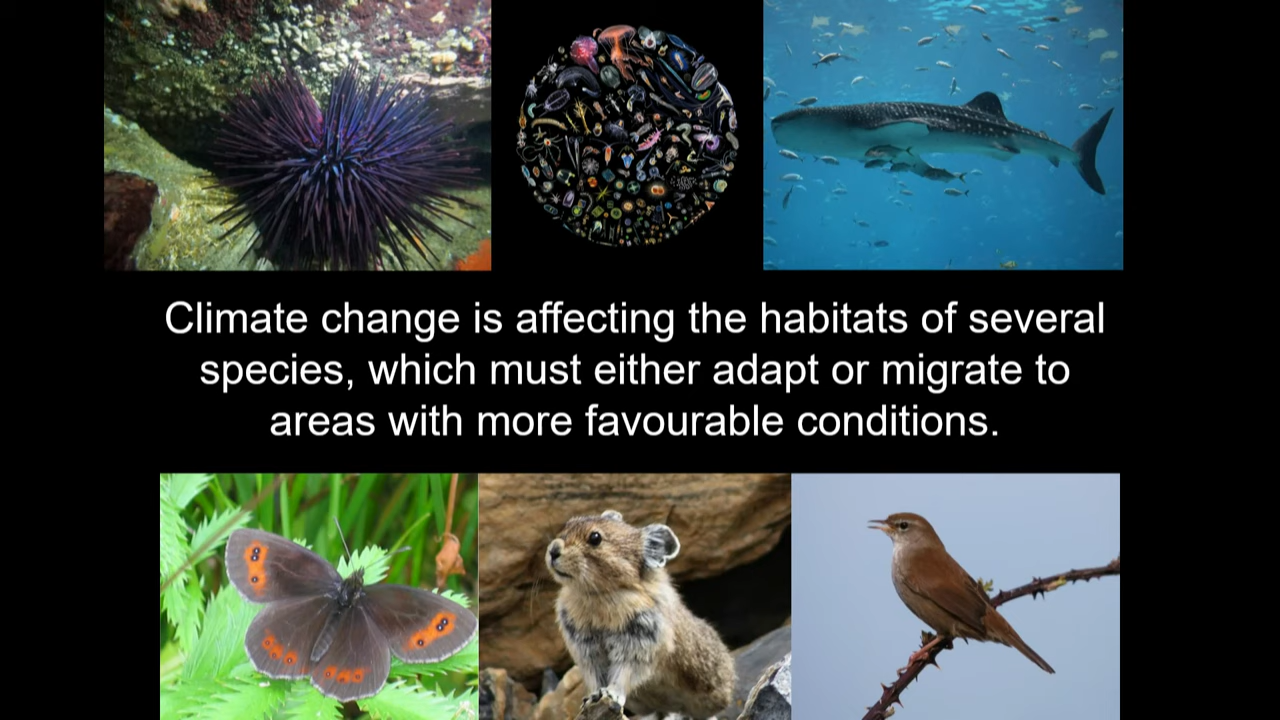 Climate change is affecting the habitats of several
species, which must either adapt or migrate to
areas with more favourable conditions.